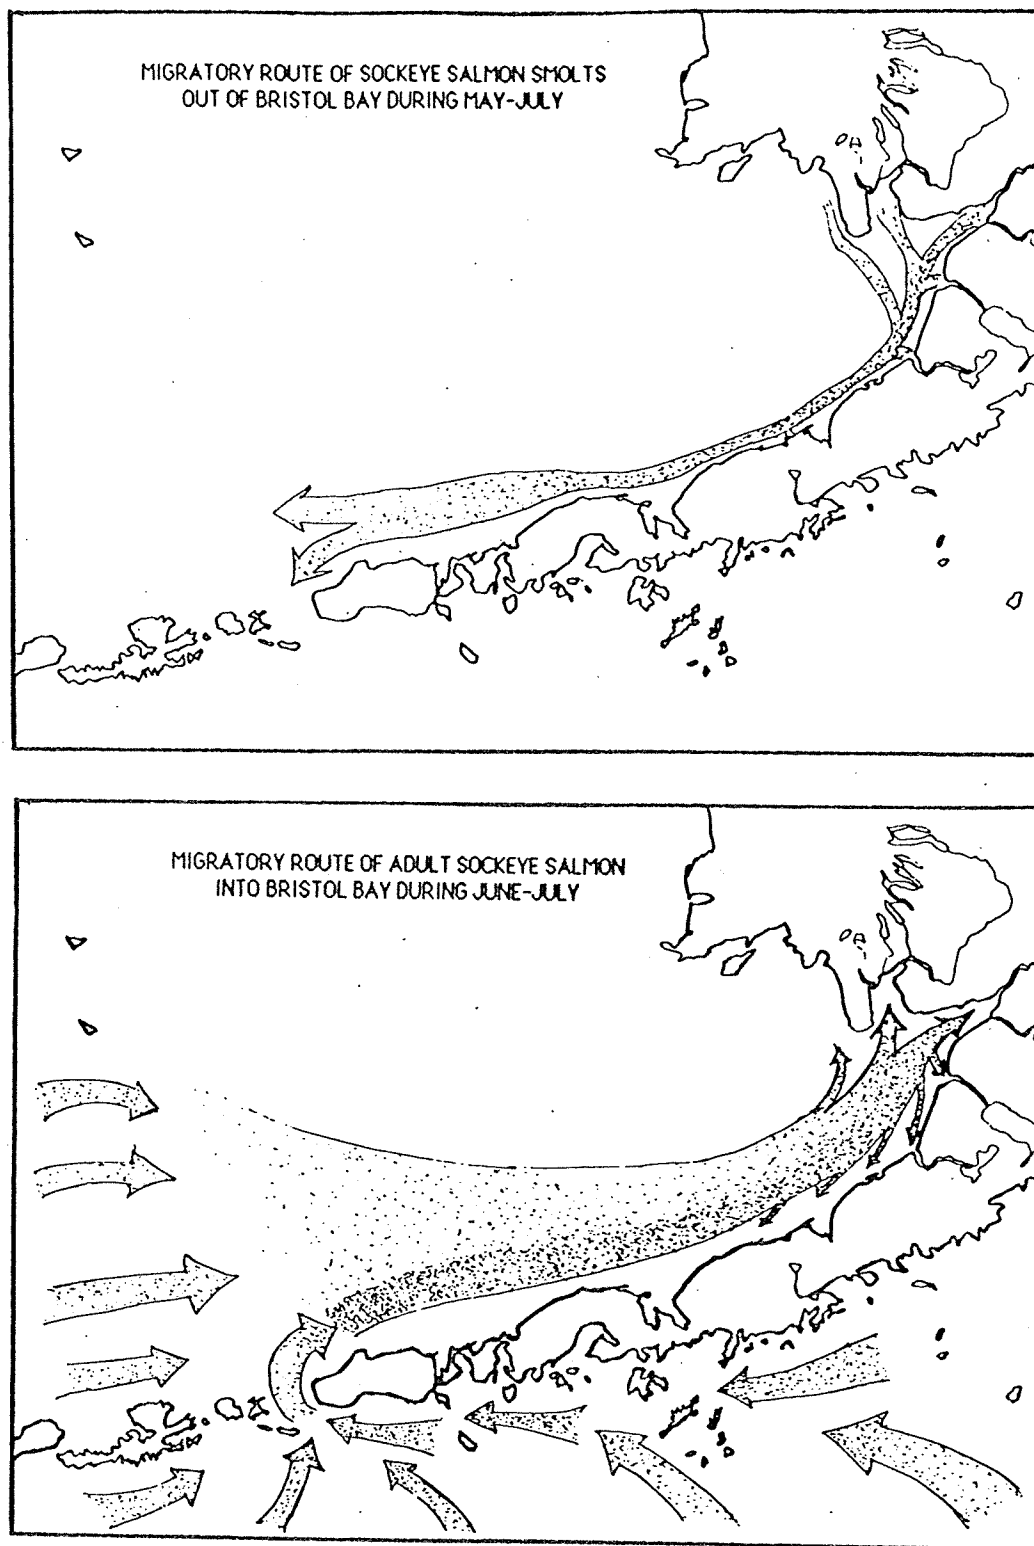 MIGRATORY ROUTE OF SOCKEYE SALMON SMOLTS
OUT OF BRISTOL BAY DURING MAY-JULY
MIGRATORY ROUTE OF ADULT SOCKEYE SALMON
INTO BRISTOL BAY DURING JUNE-JULY